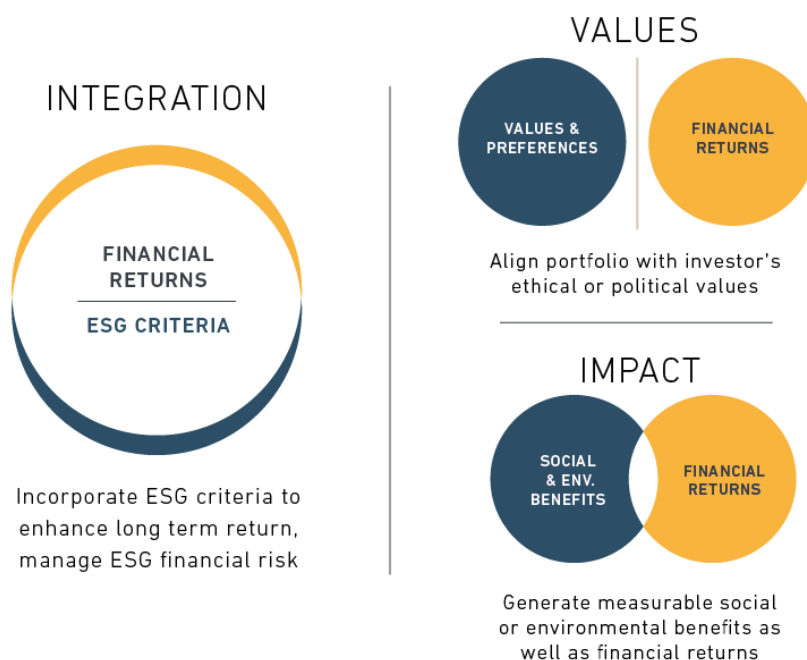 INTEGRATION
FINANCIAL
RETURNS
ESG CRITERIA
Incorporate ESG criteria to
enhance long term return,
manage ESG financial risk
VALUES
VALUES &
PREFERENCES
FINANCIAL
RETURNS
Align portfolio with investor's
ethical or political values
IMPACT
SOCIAL
& ENV.
BENEFITS
FINANCIAL
RETURNS
Generate measurable social
or environmental benefits as
well as financial returns